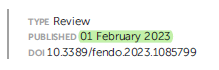 TYPE Review
PUBLISHED 01 February 2023
DOI 10.3389/fendo.2023.1085799